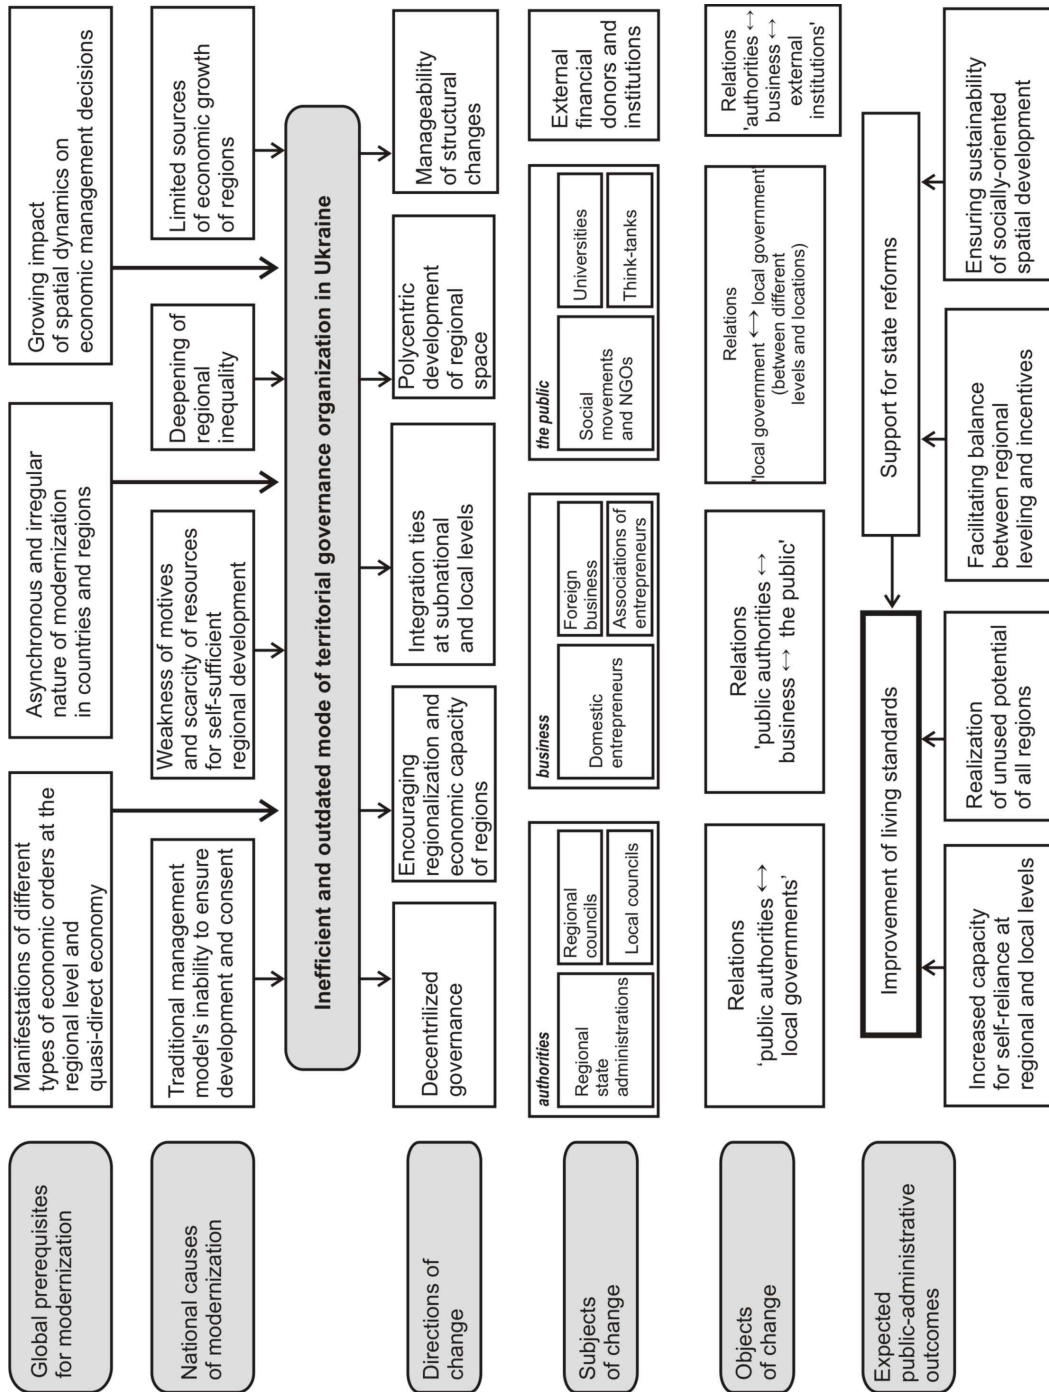 Global prerequisites
for modernization
Manifestations of different
types of economic orders at the
regional level and
quasi-direct economy
Asynchronous and irregular
nature of modernization
in countries and regions
Growing impact
of spatial dynamics on
economic management decisions
National causes
of modernization
Traditional management
model's inability to ensure
development and consent
Weakness of motives
and scarcity of resources
for self-sufficient
regional development
Deepening of
regional
inequality
Limited sources
of economic growth
of regions
Inefficient and outdated mode of territorial governance organization in Ukraine
Directions of
change
Decentrilized
governance
Encouraging
regionalization and
economic capacity
of regions
Integration ties
at subnational
and local levels
Polycentric
development
of regional
space
Manageability
of structural
changes
Subjects
of change
authorities
Regional
state
administrations
Regional
councils
Local councils
business
Domestic
entrepreneurs
Foreign
business
Associations of
entrepreneurs
the public
Social
movements
and NGOs
Universities
Think-tanks
External
financial
donors and
institutions
Objects
of change
Relations
‘public authorities ↔
local governments’
Relations
'public authorities ↔
business ↔ the public'
Relations
'local government ↔ local government'
(between different
levels and locations)
Relations
'authorities ↔
business ↔
external
institutions'
Expected
public-administrative
outcomes
Improvement of living standards
Support for state reforms
Increased capacity
for self-reliance at
regional and local levels
Realization
of unused potential
of all regions
Facilitating balance
between regional
leveling and incentives
Ensuring sustainability
of socially-oriented
spatial development